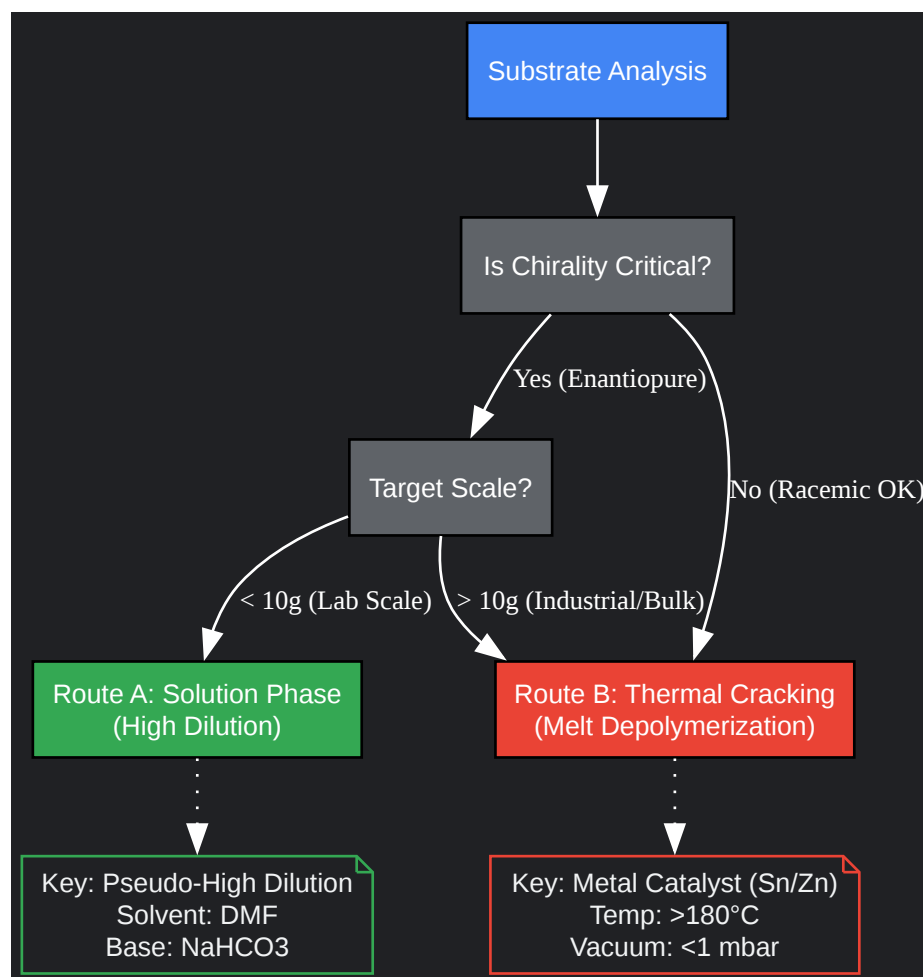 Substrate Analysis
Is Chirality Critical?
Yes (Enantiopure)
Target Scale?
No (Racemic OK)
< 10g (Lab Scale)
> 10g (Industrial/Bulk)
Route A: Solution Phase
(High Dilution)
Route B: Thermal Cracking
(Melt Depolymerization)
Key: Pseudo-High Dilution
Solvent: DMF
Base: NaHCO3
Key: Metal Catalyst (Sn/Zn)
Temp: >180°C
Vacuum: <1 mbar